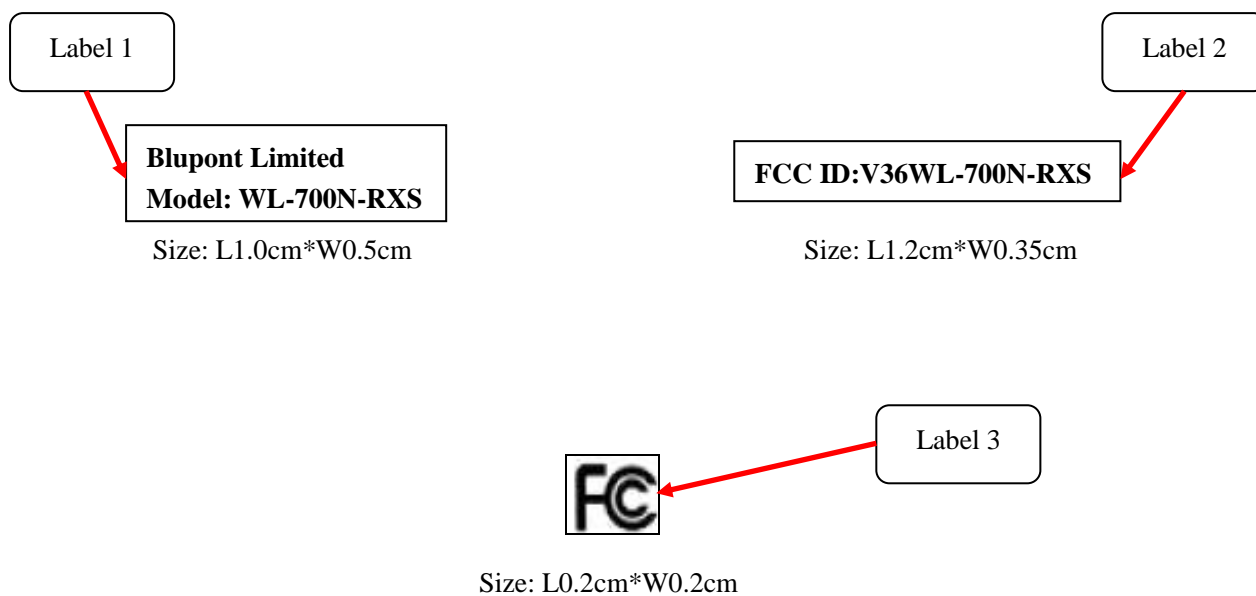 Label 1
Label 2
Blupont Limited
Model: WL-700N-RXS
FCC ID:V36WL-700N-RXS
Size: L1.0cm*W0.5cm
Size: L1.2cm*W0.35cm
Label 3
FC
Size: L0.2cm*W0.2cm